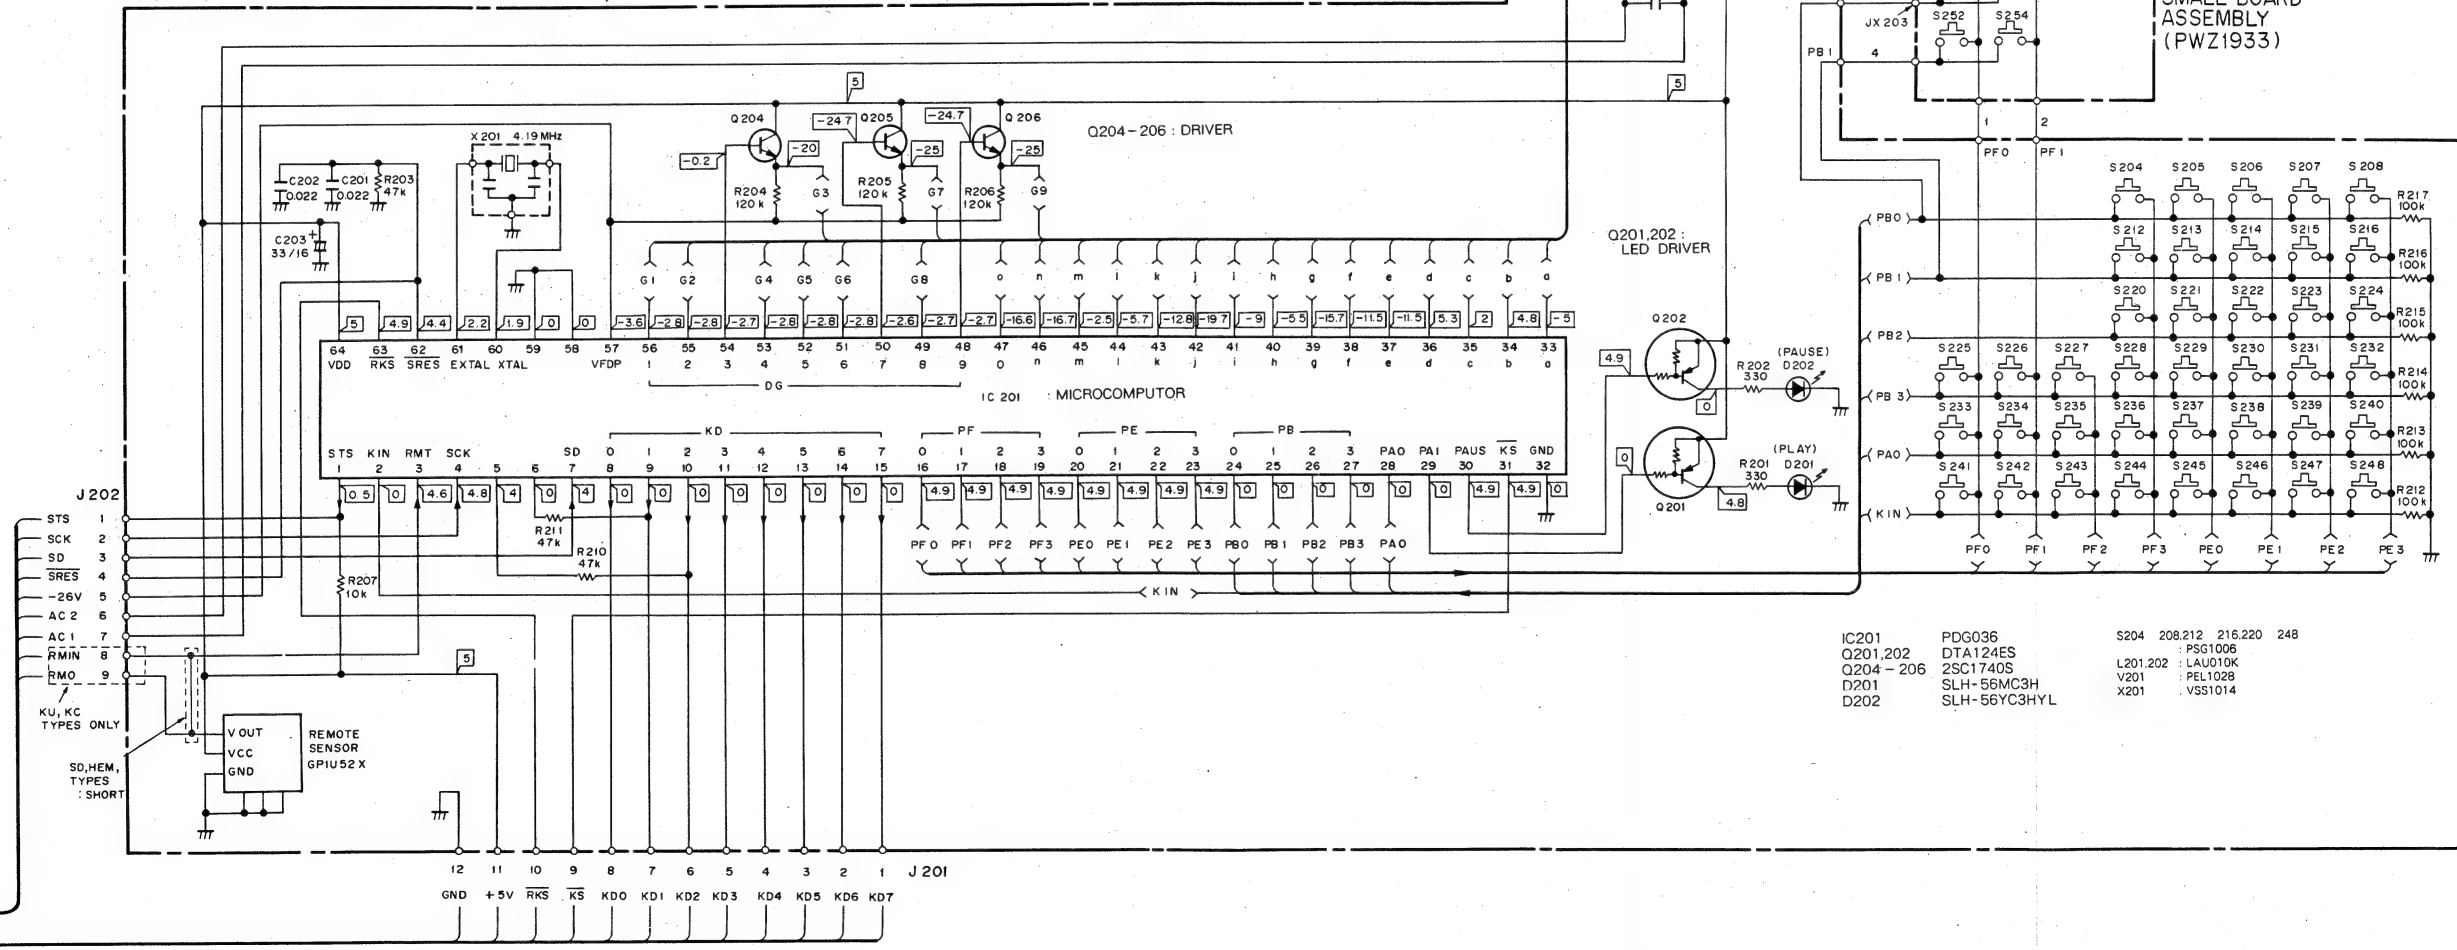 SMALL BOARD
ASSEMBLY
(PWZ1933)
JX203
S252 S254
PB1 4
5 5
1 2
PF0 PF1
X201 4.19MHz
Q204 -24.7 Q205 -24.7 Q206
Q204-206 : DRIVER
-0.2 -20 -25 -25
C202 0.022
C201 0.022
R203 47k
R204 120k
R205 120k
R206 120k
G3 G7 G9
C203 + 33/16
Q201,202 :
LED DRIVER
G1 G2 G4 G5 G6 G8 o n m l k j i h g f e d c b a
5 4.9 4.4 2.2 1.9 0 0 -3.6 -2.8 -2.8 -2.7 -2.8 -2.8 -2.8 -2.6 -2.7 -2.7 -16.6 -16.7 -2.5 -5.7 -12.8 -19.7 -9 -5.5 -15.7 -11.5 -11.5 5.3 2 4.8 -5
64 63 62 61 60 59 58 57 56 55 54 53 52 51 50 49 48 47 46 45 44 43 42 41 40 39 38 37 36 35 34 33
VDD RKS SRES EXTAL XTAL VFDP 1 2 3 4 5 6 7 8 9 o n m l k j i h g f e d c b a
DG
IC 201 : MICROCOMPUTOR
KD PF PE PB
STS KIN RMT SCK SD 0 1 2 3 4 5 6 7 0 1 2 3 0 1 2 3 0 1 2 3 PA0 PA1 PAUS KS GND
1 2 3 4 5 6 7 8 9 10 11 12 13 14 15 16 17 18 19 20 21 22 23 24 25 26 27 28 29 30 31 32
0.5 0 4.6 4.8 4 0 4 0 0 0 0 0 0 0 0 4.9 4.9 4.9 4.9 4.9 4.9 4.9 4.9 0 0 0 0 0 0 4.9 4.9 0
PF0 PF1 PF2 PF3 PE0 PE1 PE2 PE3 PB0 PB1 PB2 PB3 PA0
KIN
R211 47k
R210 47k
R207 10k
Q202
4.9
R202 330
(PAUSE)
D202
0
0
R201 330
(PLAY)
D201
Q201
4.8
S204 S205 S206 S207 S208
PB0
R217 100k
S212 S213 S214 S215 S216
PB1
R216 100k
S220 S221 S222 S223 S224
PB2
R215 100k
S225 S226 S227 S228 S229 S230 S231 S232
PB3
R214 100k
S233 S234 S235 S236 S237 S238 S239 S240
PA0
R213 100k
S241 S242 S243 S244 S245 S246 S247 S248
KIN
R212 100k
PF0 PF1 PF2 PF3 PE0 PE1 PE2 PE3
J202
STS 1
SCK 2
SD 3
SRES 4
-26V 5
AC2 6
AC1 7
RMIN 8
RMO 9
5
KU, KC
TYPES ONLY
SD,HEM,
TYPES
: SHORT
V OUT
VCC
GND
REMOTE
SENSOR
GP1U52X
12 11 10 9 8 7 6 5 4 3 2 1 J201
GND +5V RKS KS KD0 KD1 KD2 KD3 KD4 KD5 KD6 KD7
IC201 PDG036
Q201,202 DTA124ES
Q204-206 2SC1740S
D201 SLH-56MC3H
D202 SLH-56YC3HYL
S204 208,212 216,220 248
: PSG1006
L201,202 : LAU010K
V201 : PEL1028
X201 : VSS1014